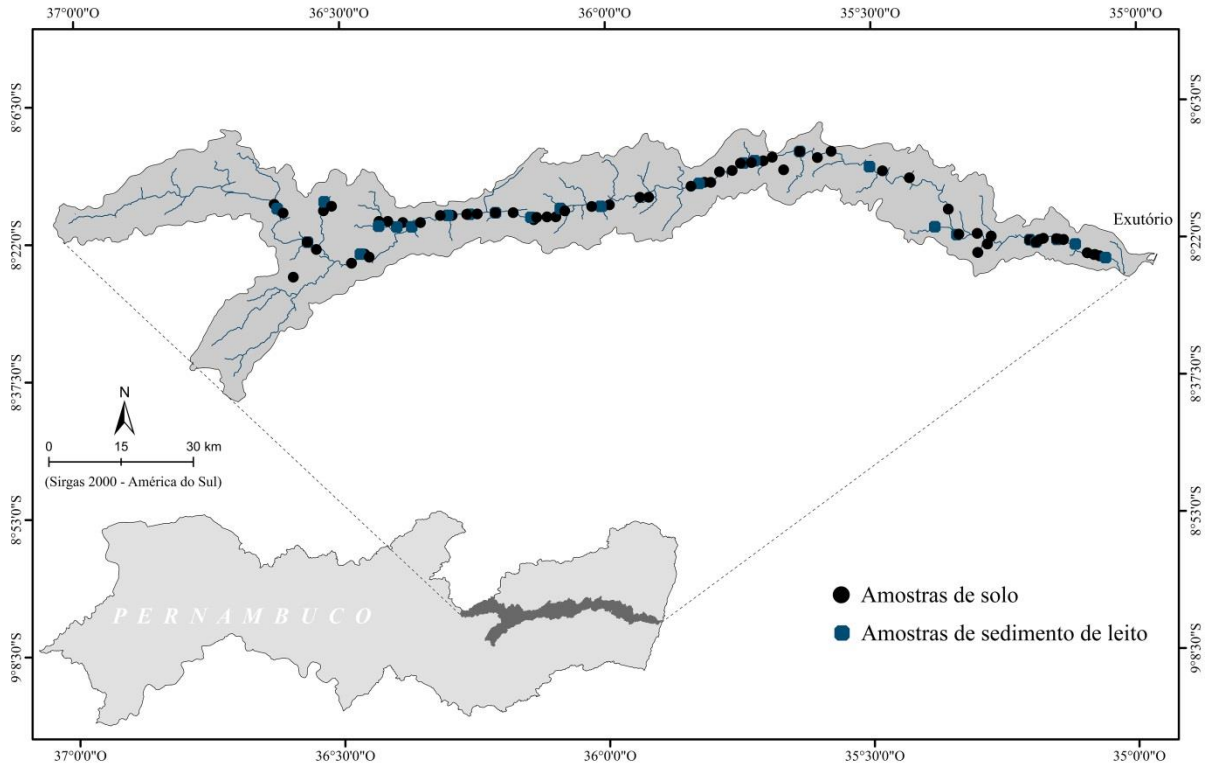 37°0'0"O 36°30'0"O 36°0'0"O 35°30'0"O 35°0'0"O
8°6'30"S 8°6'30"S
Exutório
8°22'0"S 8°22'0"S
8°37'30"S 8°37'30"S
N
0 15 30 km
(Sirgas 2000 - América do Sul)
8°53'0"S 8°53'0"S
PERNAMBUCO
Amostras de solo
Amostras de sedimento de leito
9°8'30"S 9°8'30"S
37°0'0"O 36°30'0"O 36°0'0"O 35°30'0"O 35°0'0"O